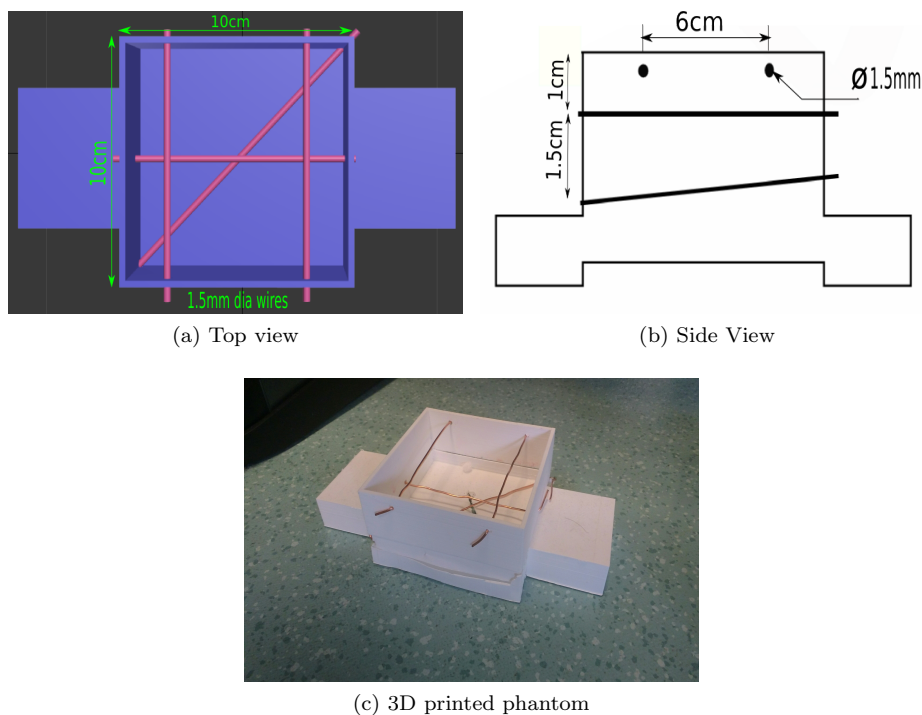 10cm
10cm
1.5mm dia wires
(a) Top view
6cm
1cm
Ø1.5mm
1.5cm
(b) Side View
(c) 3D printed phantom